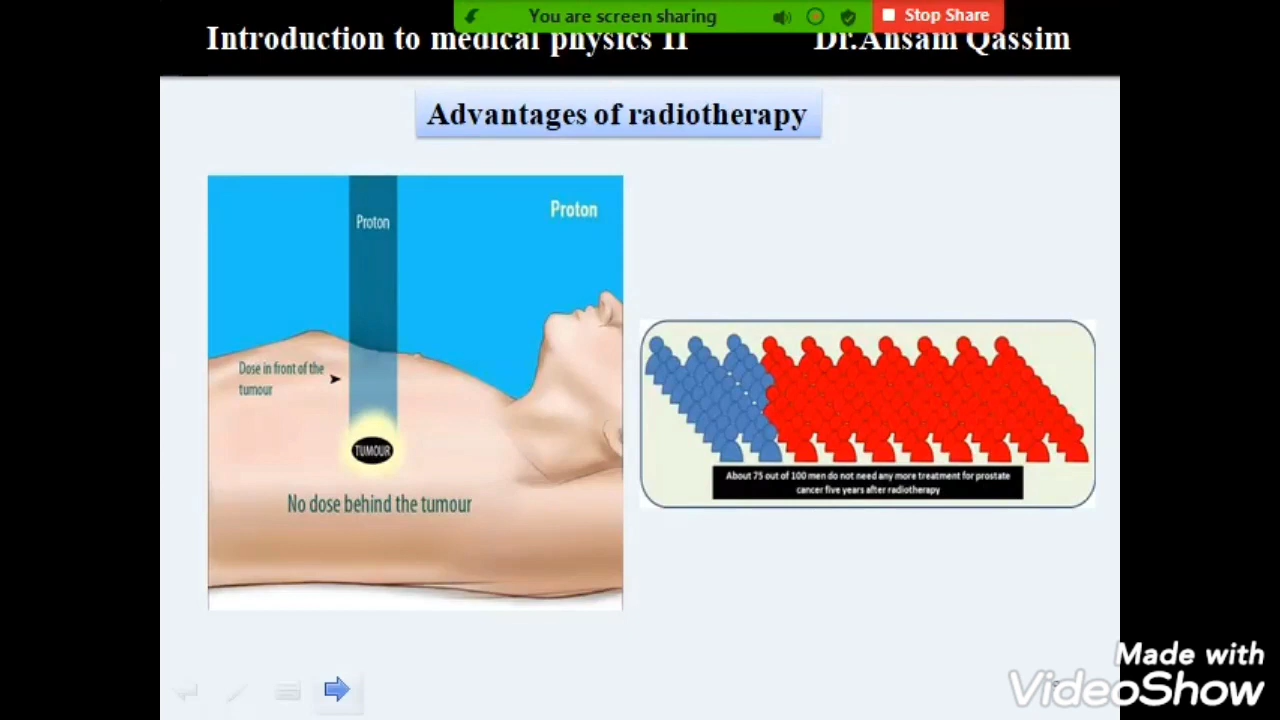 You are screen sharing
Stop Share
Introduction to medical physics II Dr.Ansam Qassim
Advantages of radiotherapy
Proton
Proton
Dose in front of the
tumour
TUMOUR
No dose behind the tumour
About 75 out of 100 men do not need any more treatment for prostate
cancer five years after radiotherapy
Made with
VideoShow